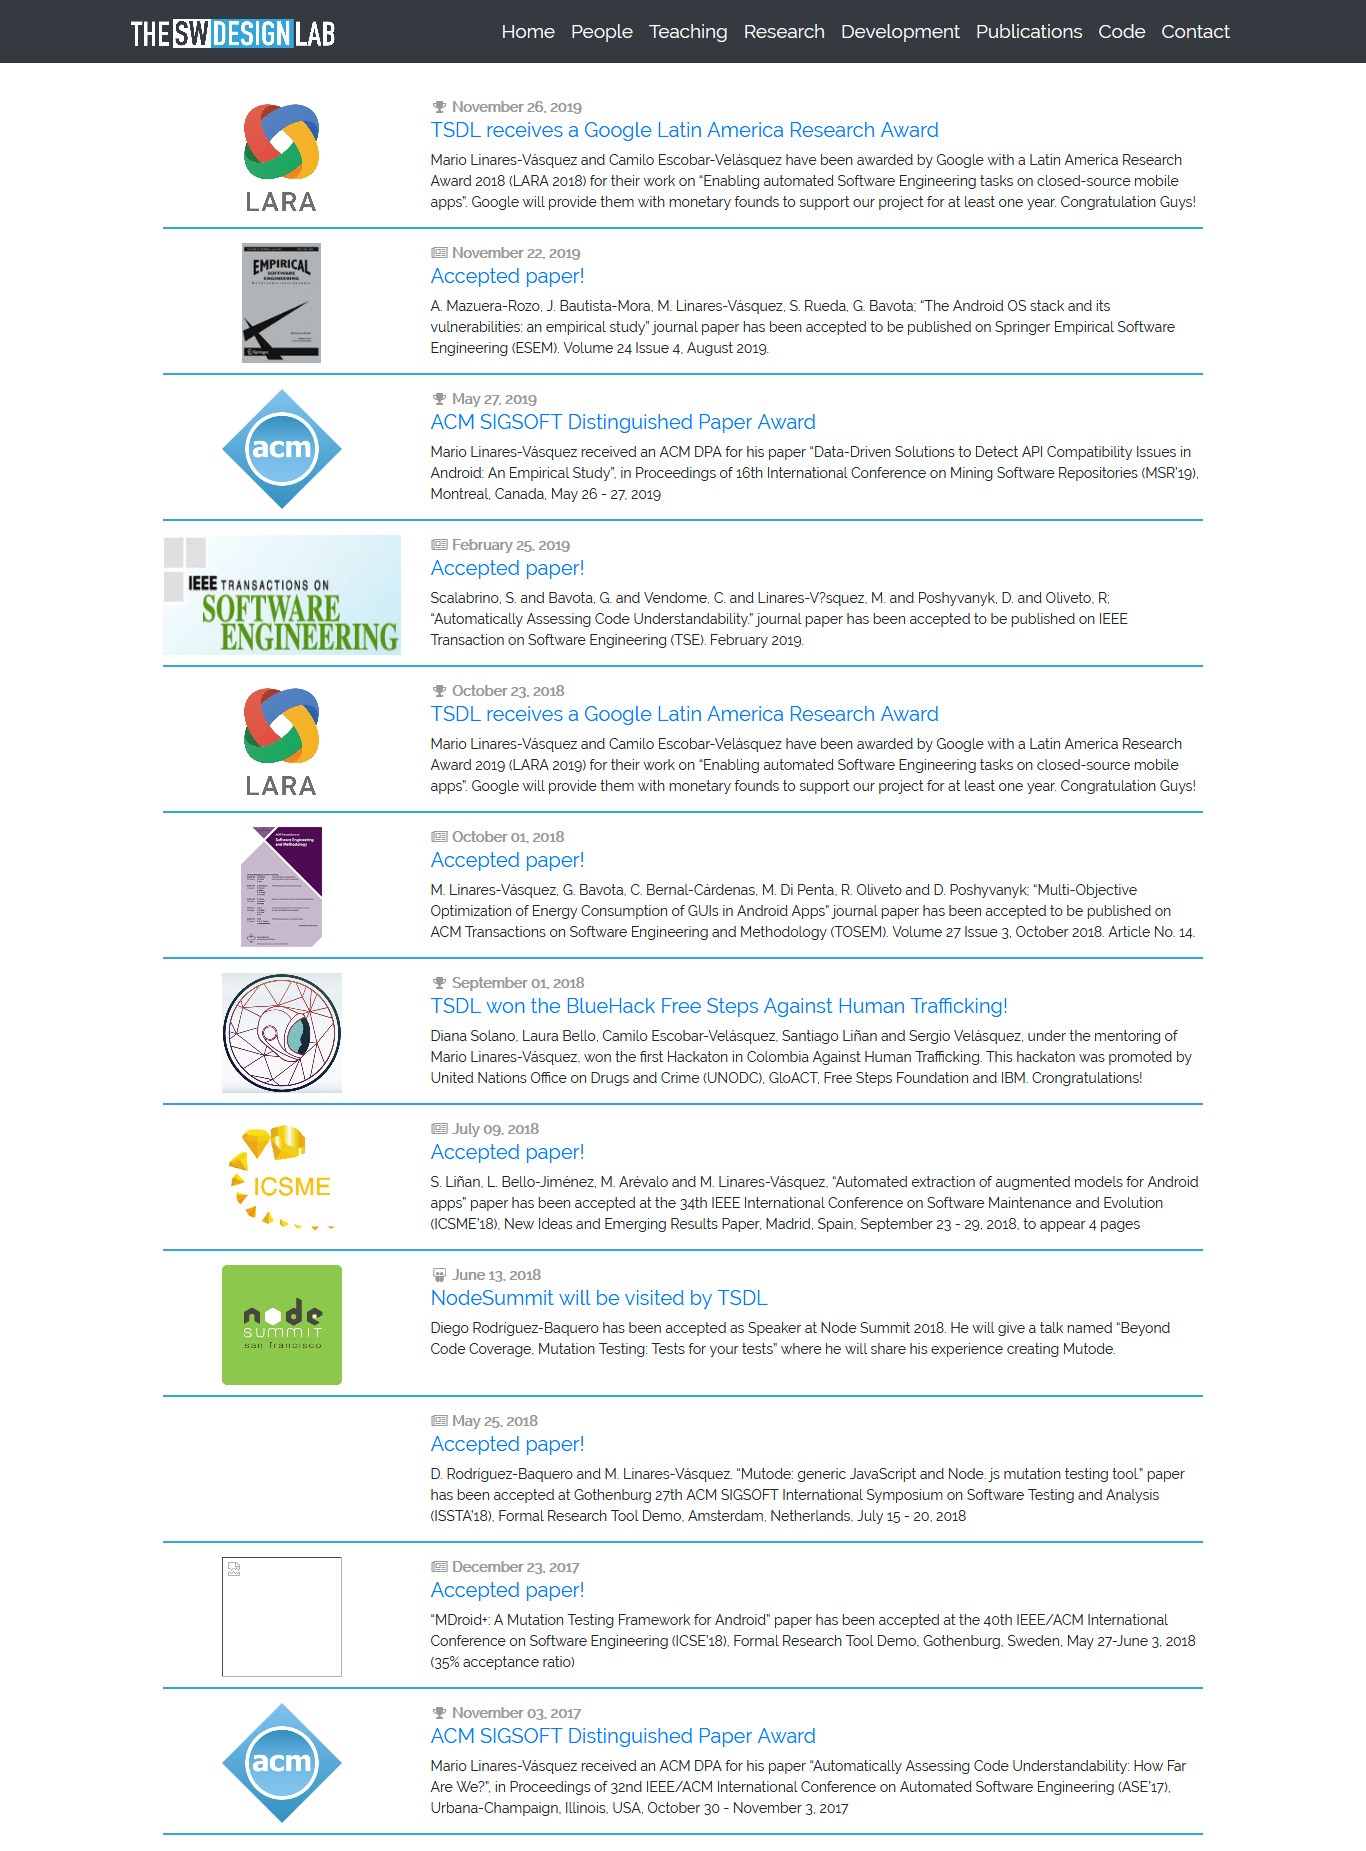 THE SW DESIGN LAB
Home People Teaching Research Development Publications Code Contact
LARA
November 26, 2019
TSDL receives a Google Latin America Research Award
Mario Linares-Vásquez and Camilo Escobar-Velásquez have been awarded by Google with a Latin America Research
Award 2018 (LARA 2018) for their work on “Enabling automated Software Engineering tasks on closed-source mobile
apps”. Google will provide them with monetary founds to support our project for at least one year. Congratulation Guys!
EMPIRICAL
SOFTWARE
ENGINEERING
Springer
November 22, 2019
Accepted paper!
A. Mazuera-Rozo, J. Bautista-Mora, M. Linares-Vásquez, S. Rueda, G. Bavota; “The Android OS stack and its
vulnerabilities: an empirical study” journal paper has been accepted to be published on Springer Empirical Software
Engineering (ESEM). Volume 24 Issue 4, August 2019.
acm
May 27, 2019
ACM SIGSOFT Distinguished Paper Award
Mario Linares-Vásquez received an ACM DPA for his paper “Data-Driven Solutions to Detect API Compatibility Issues in
Android: An Empirical Study”, in Proceedings of 16th International Conference on Mining Software Repositories (MSR’19),
Montreal, Canada, May 26 - 27, 2019
IEEE TRANSACTIONS ON
SOFTWARE
ENGINEERING
February 25, 2019
Accepted paper!
Scalabrino, S. and Bavota, G. and Vendome, C. and Linares-V?squez, M. and Poshyvanyk, D. and Oliveto, R;
“Automatically Assessing Code Understandability.” journal paper has been accepted to be published on IEEE
Transaction on Software Engineering (TSE). February 2019.
LARA
October 23, 2018
TSDL receives a Google Latin America Research Award
Mario Linares-Vásquez and Camilo Escobar-Velásquez have been awarded by Google with a Latin America Research
Award 2019 (LARA 2019) for their work on “Enabling automated Software Engineering tasks on closed-source mobile
apps”. Google will provide them with monetary founds to support our project for at least one year. Congratulation Guys!
ACM Transactions on
Software Engineering
and Methodology
October 01, 2018
Accepted paper!
M. Linares-Vásquez, G. Bavota, C. Bernal-Cárdenas, M. Di Penta, R. Oliveto and D. Poshyvanyk; “Multi-Objective
Optimization of Energy Consumption of GUIs in Android Apps” journal paper has been accepted to be published on
ACM Transactions on Software Engineering and Methodology (TOSEM). Volume 27 Issue 3, October 2018. Article No. 14.
September 01, 2018
TSDL won the BlueHack Free Steps Against Human Trafficking!
Diana Solano, Laura Bello, Camilo Escobar-Velásquez, Santiago Liñan and Sergio Velásquez, under the mentoring of
Mario Linares-Vásquez, won the first Hackaton in Colombia Against Human Trafficking. This hackaton was promoted by
United Nations Office on Drugs and Crime (UNODC), GloACT, Free Steps Foundation and IBM. Crongratulations!
ICSME
July 09, 2018
Accepted paper!
S. Liñan, L. Bello-Jiménez, M. Arévalo and M. Linares-Vásquez, “Automated extraction of augmented models for Android
apps” paper has been accepted at the 34th IEEE International Conference on Software Maintenance and Evolution
(ICSME’18), New Ideas and Emerging Results Paper, Madrid, Spain, September 23 - 29, 2018, to appear 4 pages
node
summit
san francisco
June 13, 2018
NodeSummit will be visited by TSDL
Diego Rodríguez-Baquero has been accepted as Speaker at Node Summit 2018. He will give a talk named “Beyond
Code Coverage, Mutation Testing: Tests for your tests” where he will share his experience creating Mutode.
May 25, 2018
Accepted paper!
D. Rodríguez-Baquero and M. Linares-Vásquez. “Mutode: generic JavaScript and Node. js mutation testing tool.” paper
has been accepted at Gothenburg 27th ACM SIGSOFT International Symposium on Software Testing and Analysis
(ISSTA’18), Formal Research Tool Demo, Amsterdam, Netherlands, July 15 - 20, 2018
December 23, 2017
Accepted paper!
“MDroid+: A Mutation Testing Framework for Android” paper has been accepted at the 40th IEEE/ACM International
Conference on Software Engineering (ICSE’18), Formal Research Tool Demo, Gothenburg, Sweden, May 27-June 3, 2018
(35% acceptance ratio)
acm
November 03, 2017
ACM SIGSOFT Distinguished Paper Award
Mario Linares-Vásquez received an ACM DPA for his paper “Automatically Assessing Code Understandability: How Far
Are We?”, in Proceedings of 32nd IEEE/ACM International Conference on Automated Software Engineering (ASE’17),
Urbana-Champaign, Illinois, USA, October 30 - November 3, 2017